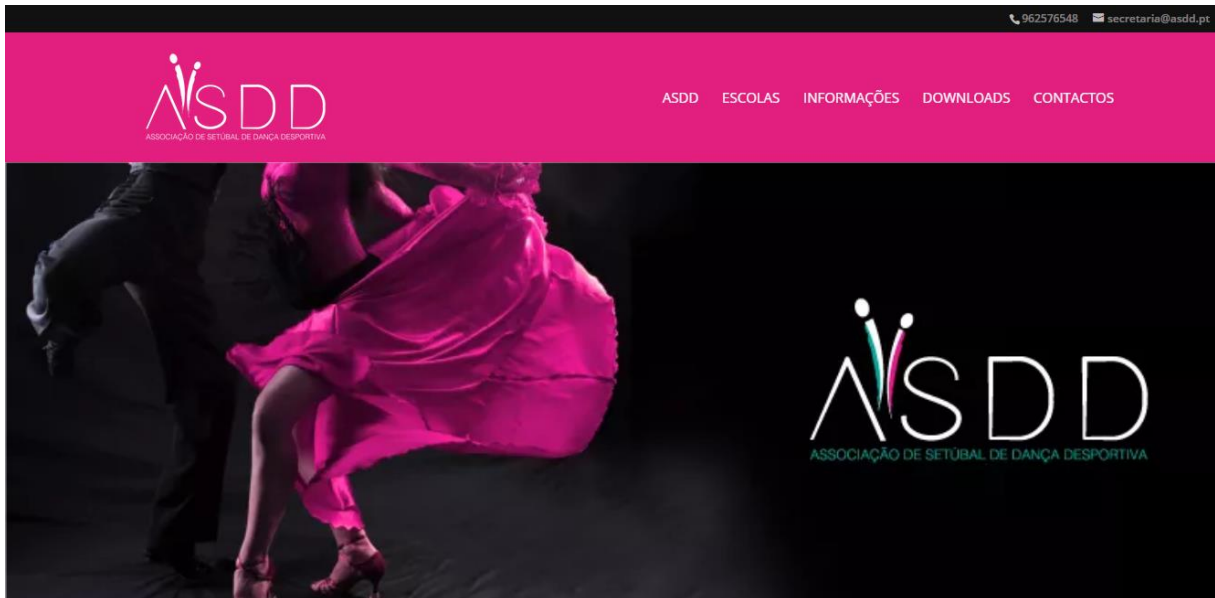 962576548 secretaria@asdd.pt
ASDD
ASSOCIAÇÃO DE SETÚBAL DE DANÇA DESPORTIVA
ASDD ESCOLAS INFORMAÇÕES DOWNLOADS CONTACTOS
ASDD
ASSOCIAÇÃO DE SETÚBAL DE DANÇA DESPORTIVA